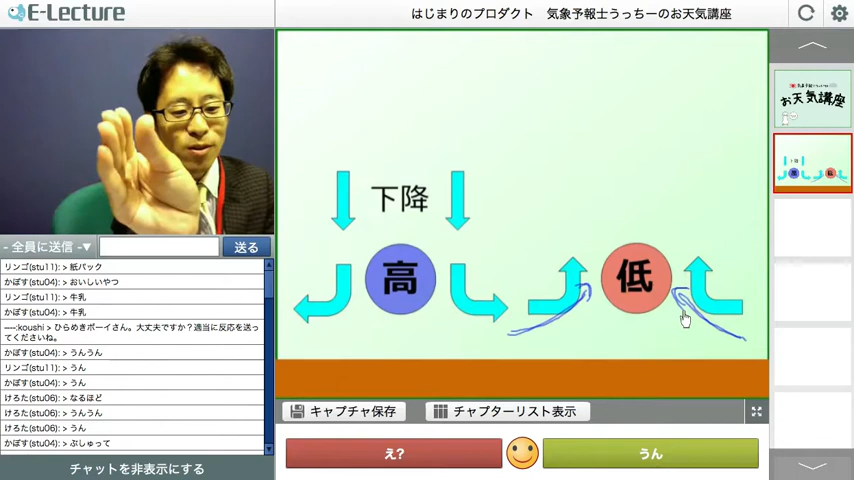 E-Lecture
はじまりのプロダクト 気象予報士うっちーのお天気講座
- 全員に送信 -▼
送る
リンゴ(stu11): > 紙パック
かぼす(stu04): > おいしいやつ
リンゴ(stu11): > 牛乳
かぼす(stu04): > 牛乳
----:koushi > ひらめきボーイさん。大丈夫ですか？適当に反応を送っ
てくださいね。
かぼす(stu04): > うんうん
リンゴ(stu11): > うん
かぼす(stu04): > うん
けろた(stu06): > なるほど
けろた(stu06): > うんうん
けろた(stu06): > うん
かぼす(stu04): > ぷしゅって
チャットを非表示にする
下降
高
低
キャプチャ保存
チャプターリスト表示
え?
うん
お天気講座
高
低